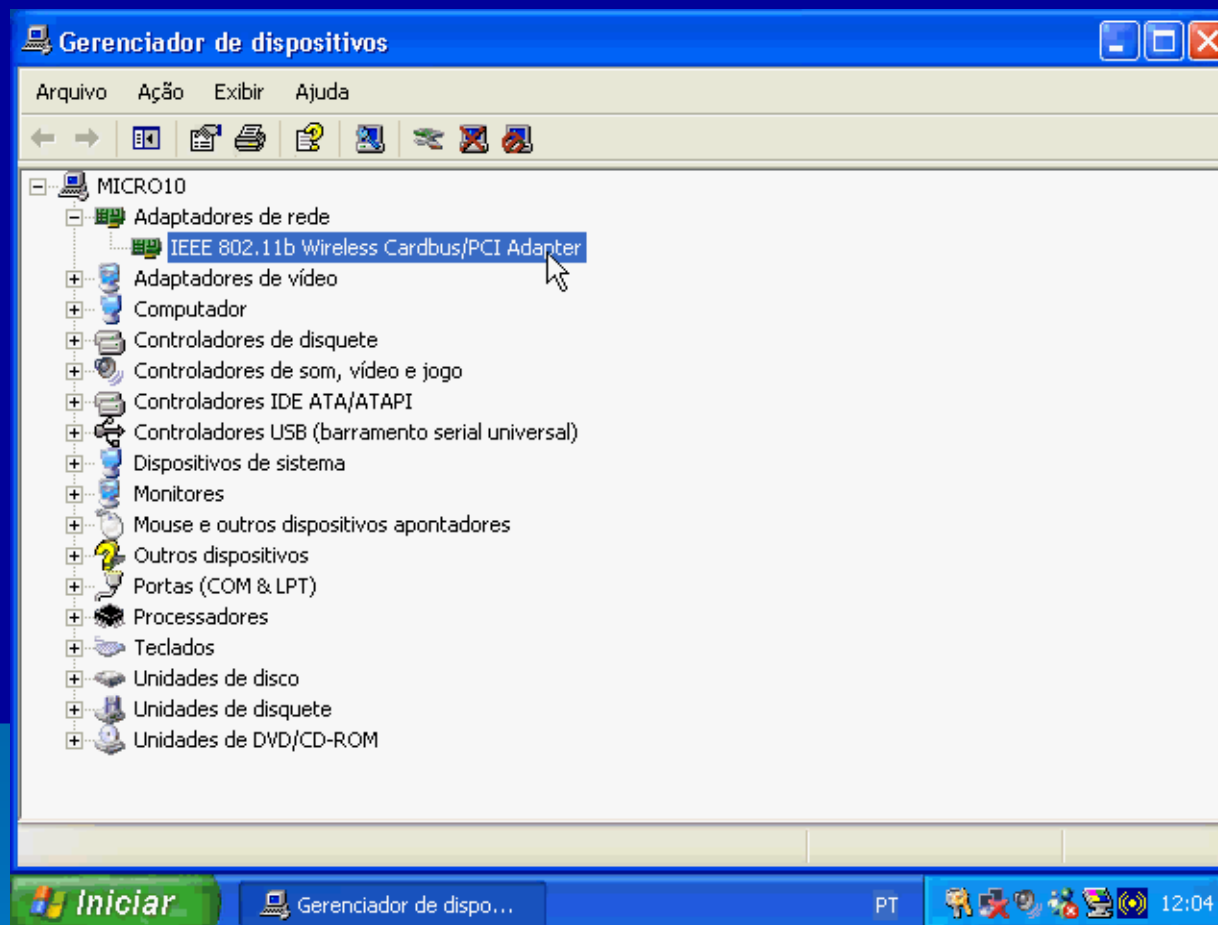 Gerenciador de dispositivos
Arquivo Ação Exibir Ajuda
MICRO10
Adaptadores de rede
IEEE 802.11b Wireless Cardbus/PCI Adapter
Adaptadores de vídeo
Computador
Controladores de disquete
Controladores de som, vídeo e jogo
Controladores IDE ATA/ATAPI
Controladores USB (barramento serial universal)
Dispositivos de sistema
Monitores
Mouse e outros dispositivos apontadores
Outros dispositivos
Portas (COM & LPT)
Processadores
Teclados
Unidades de disco
Unidades de disquete
Unidades de DVD/CD-ROM
Iniciar Gerenciador de dispo... PT 12:04